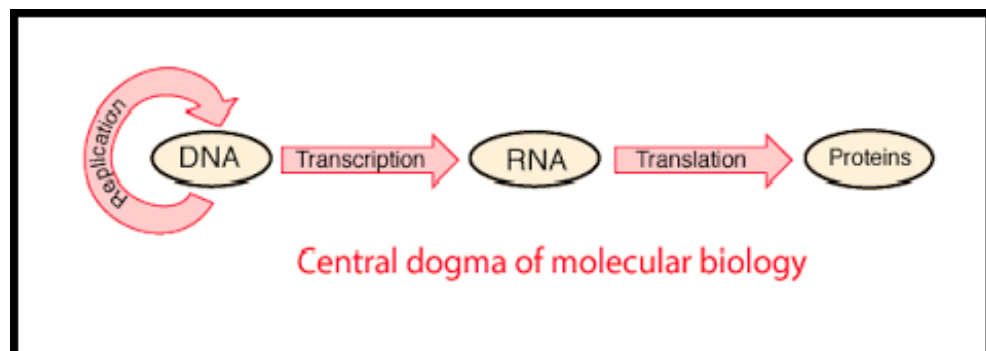 Replication
DNA Transcription RNA Translation Proteins
Central dogma of molecular biology